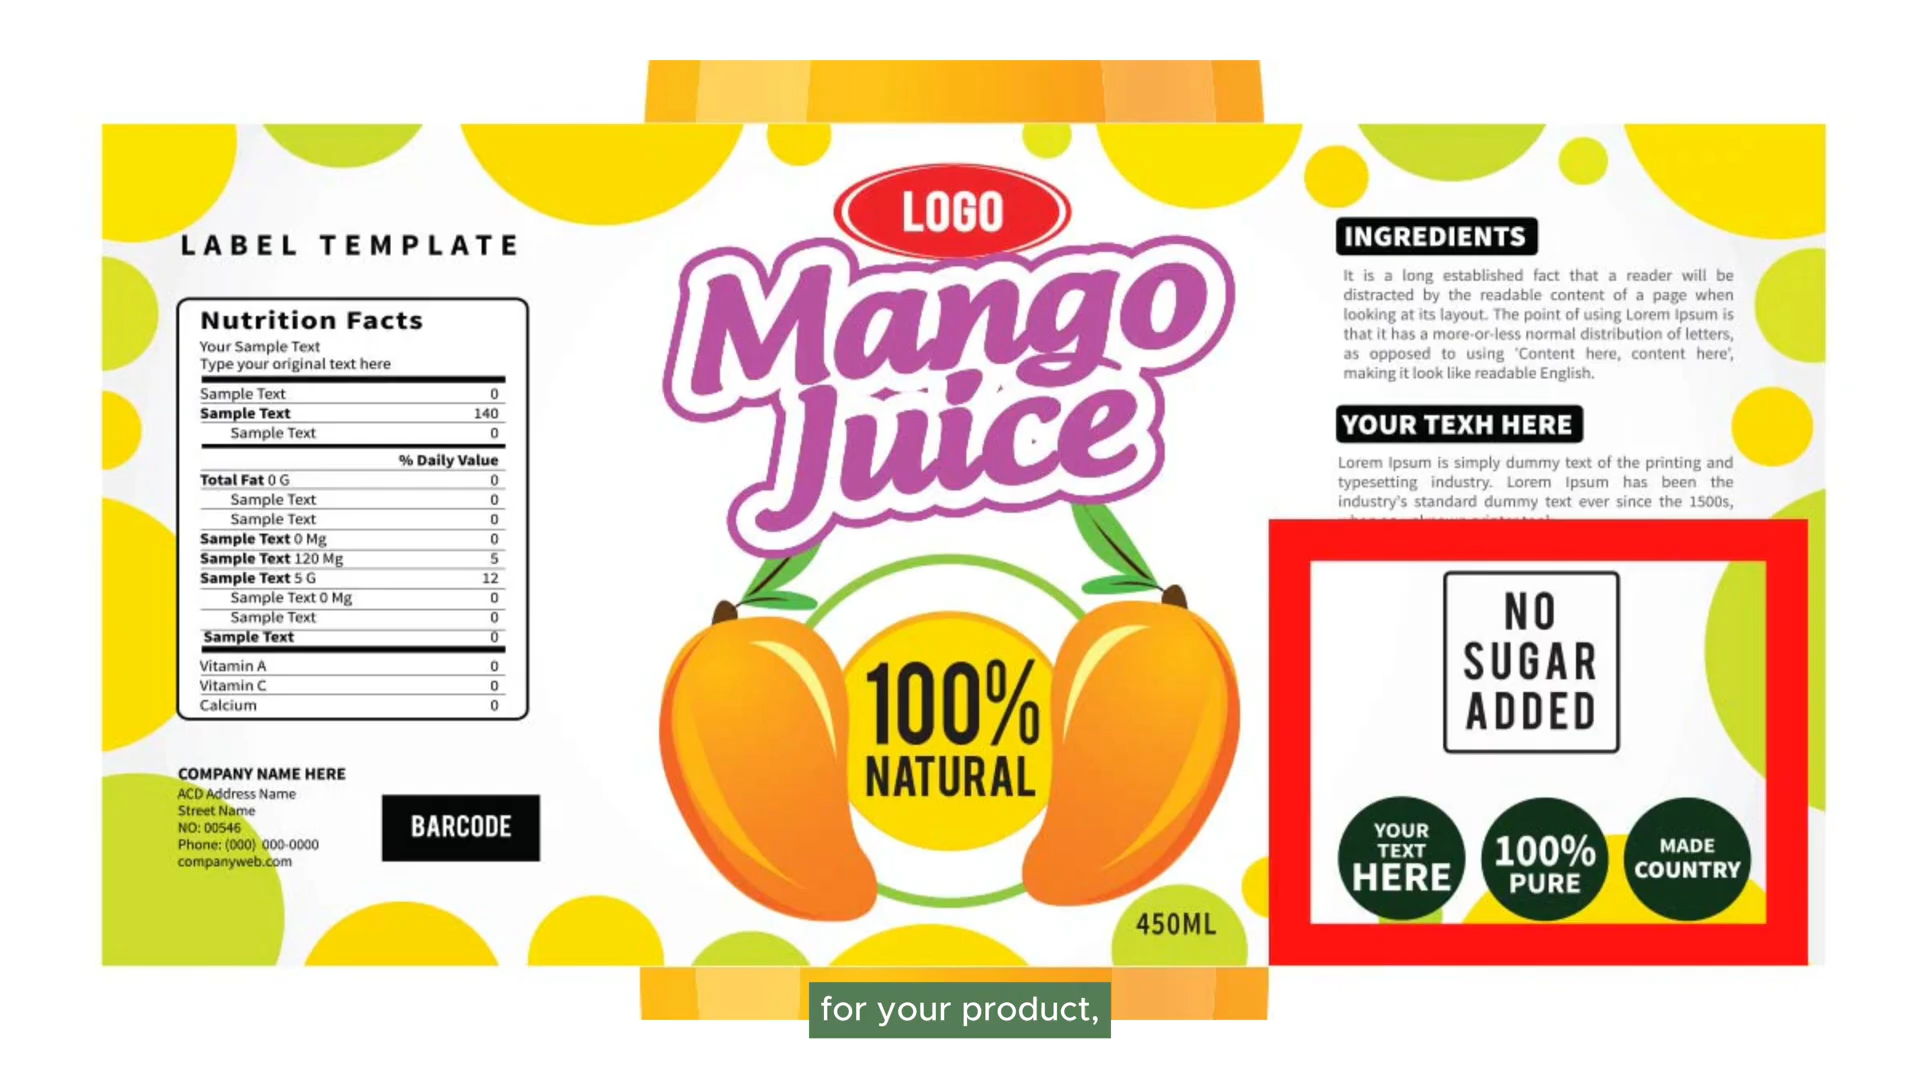 LABEL TEMPLATE
Nutrition Facts
Your Sample Text
Type your original text here
Sample Text 0
Sample Text 140
Sample Text 0
% Daily Value
Total Fat 0 G 0
Sample Text 0
Sample Text 0
Sample Text 0 Mg 0
Sample Text 120 Mg 5
Sample Text 5 G 12
Sample Text 0 Mg 0
Sample Text 0
Sample Text 0
Vitamin A 0
Vitamin C 0
Calcium 0
COMPANY NAME HERE
ACD Address Name
Street Name
NO: 00546
Phone: (000) 000-0000
companyweb.com
BARCODE
LOGO
Mango
Juice
100%
NATURAL
450ML
INGREDIENTS
It is a long established fact that a reader will be
distracted by the readable content of a page when
looking at its layout. The point of using Lorem Ipsum is
that it has a more-or-less normal distribution of letters,
as opposed to using 'Content here, content here',
making it look like readable English.
YOUR TEXH HERE
Lorem Ipsum is simply dummy text of the printing and
typesetting industry. Lorem Ipsum has been the
industry's standard dummy text ever since the 1500s,
NO
SUGAR
ADDED
YOUR
TEXT
HERE
100%
PURE
MADE
COUNTRY
for your product,